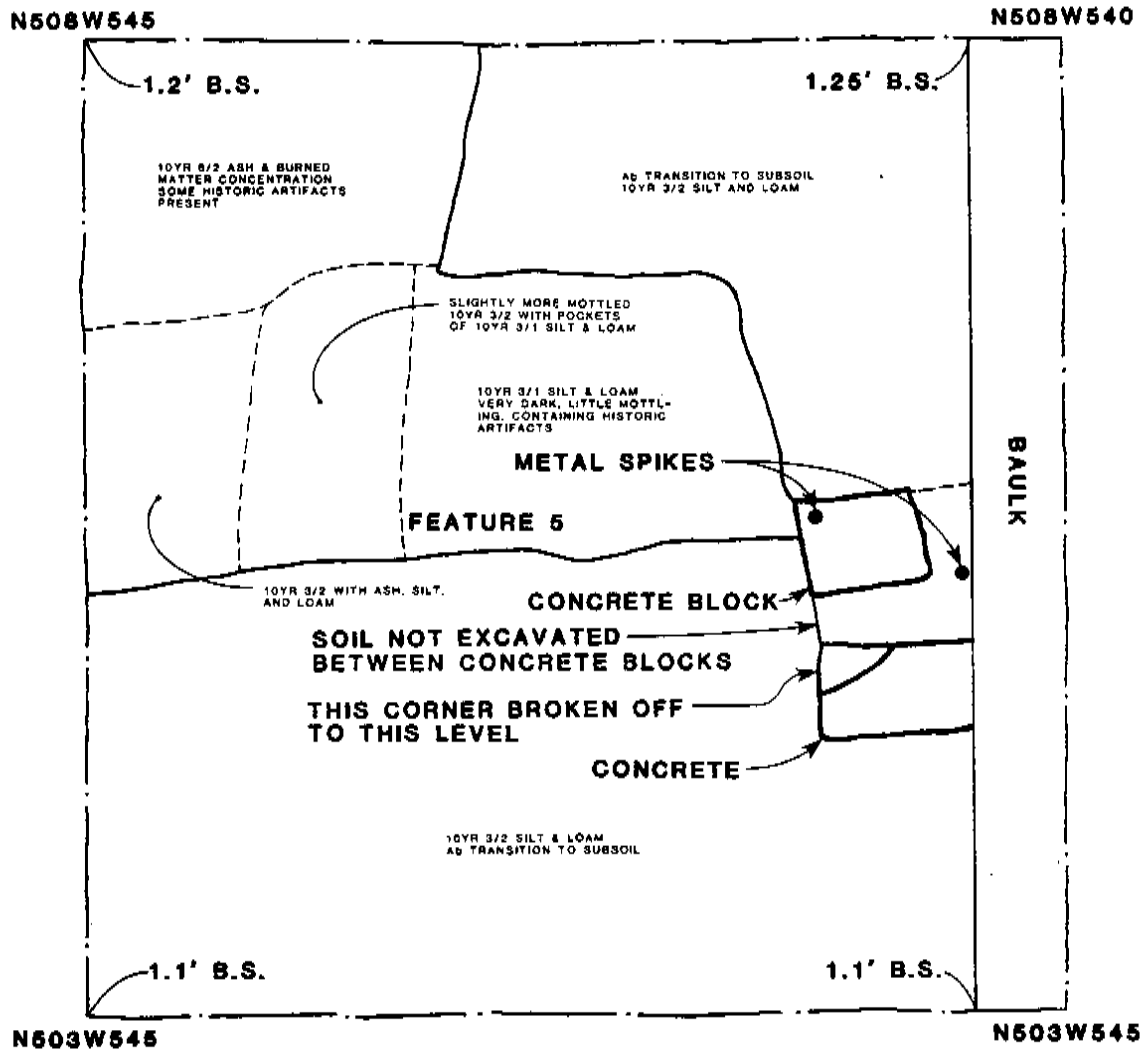 N508W545
N508W540
1.2' B.S.
1.25' B.S.
10YR 6/2 ASH & BURNED
MATTER CONCENTRATION
SOME HISTORIC ARTIFACTS
PRESENT
Ab TRANSITION TO SUBSOIL
10YR 3/2 SILT AND LOAM
SLIGHTLY MORE MOTTLED
10YR 3/2 WITH POCKETS
OF 10YR 3/1 SILT & LOAM
10YR 3/1 SILT & LOAM
VERY DARK, LITTLE MOTTL-
ING, CONTAINING HISTORIC
ARTIFACTS
METAL SPIKES
BAULK
FEATURE 5
10YR 3/2 WITH ASH, SILT,
AND LOAM
CONCRETE BLOCK
SOIL NOT EXCAVATED
BETWEEN CONCRETE BLOCKS
THIS CORNER BROKEN OFF
TO THIS LEVEL
CONCRETE
10YR 3/2 SILT & LOAM
Ab TRANSITION TO SUBSOIL
1.1' B.S.
1.1' B.S.
N503W545
N503W545